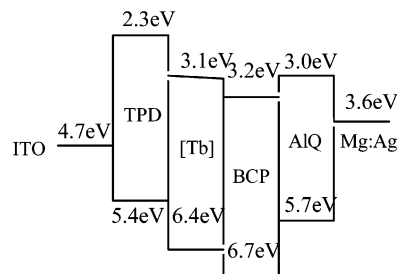 2.3eV
3.1eV
3.2eV
3.0eV
3.6eV
4.7eV
TPD
[Tb]
BCP
AlQ
Mg:Ag
ITO
5.4eV
6.4eV
6.7eV
5.7eV